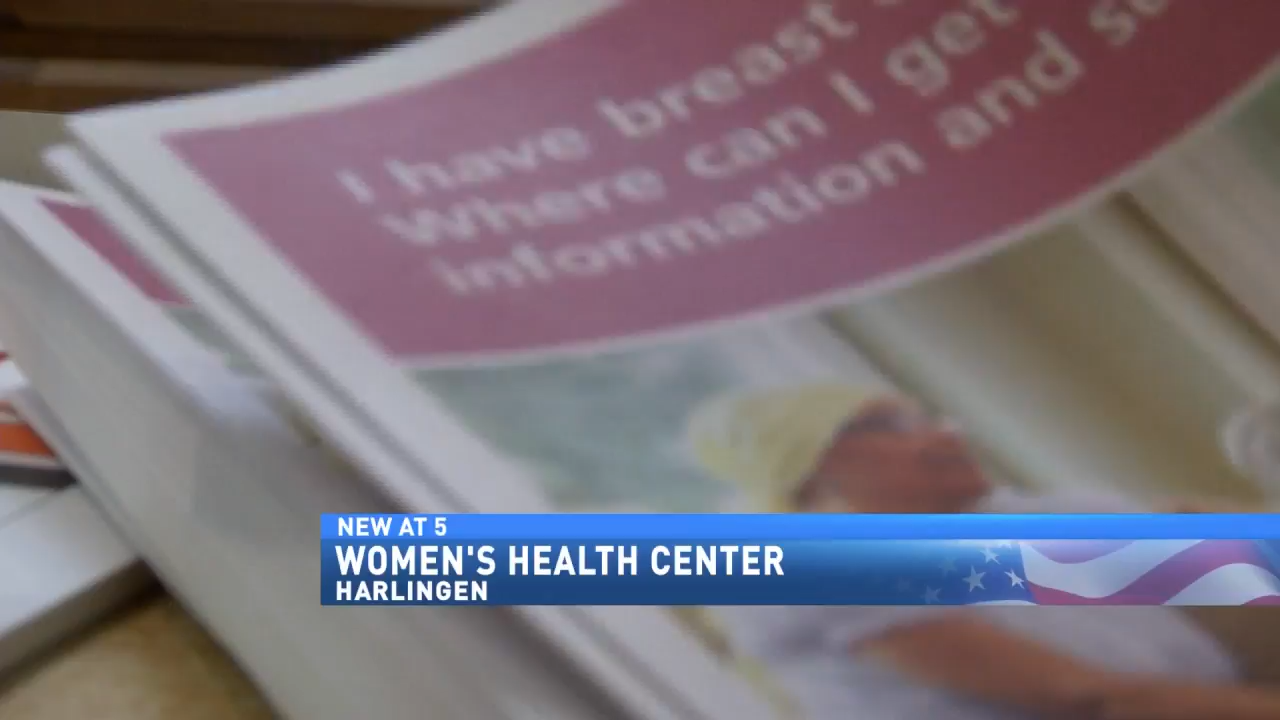 I have breast
Where can I get
information and
NEW AT 5
WOMEN'S HEALTH CENTER
HARLINGEN